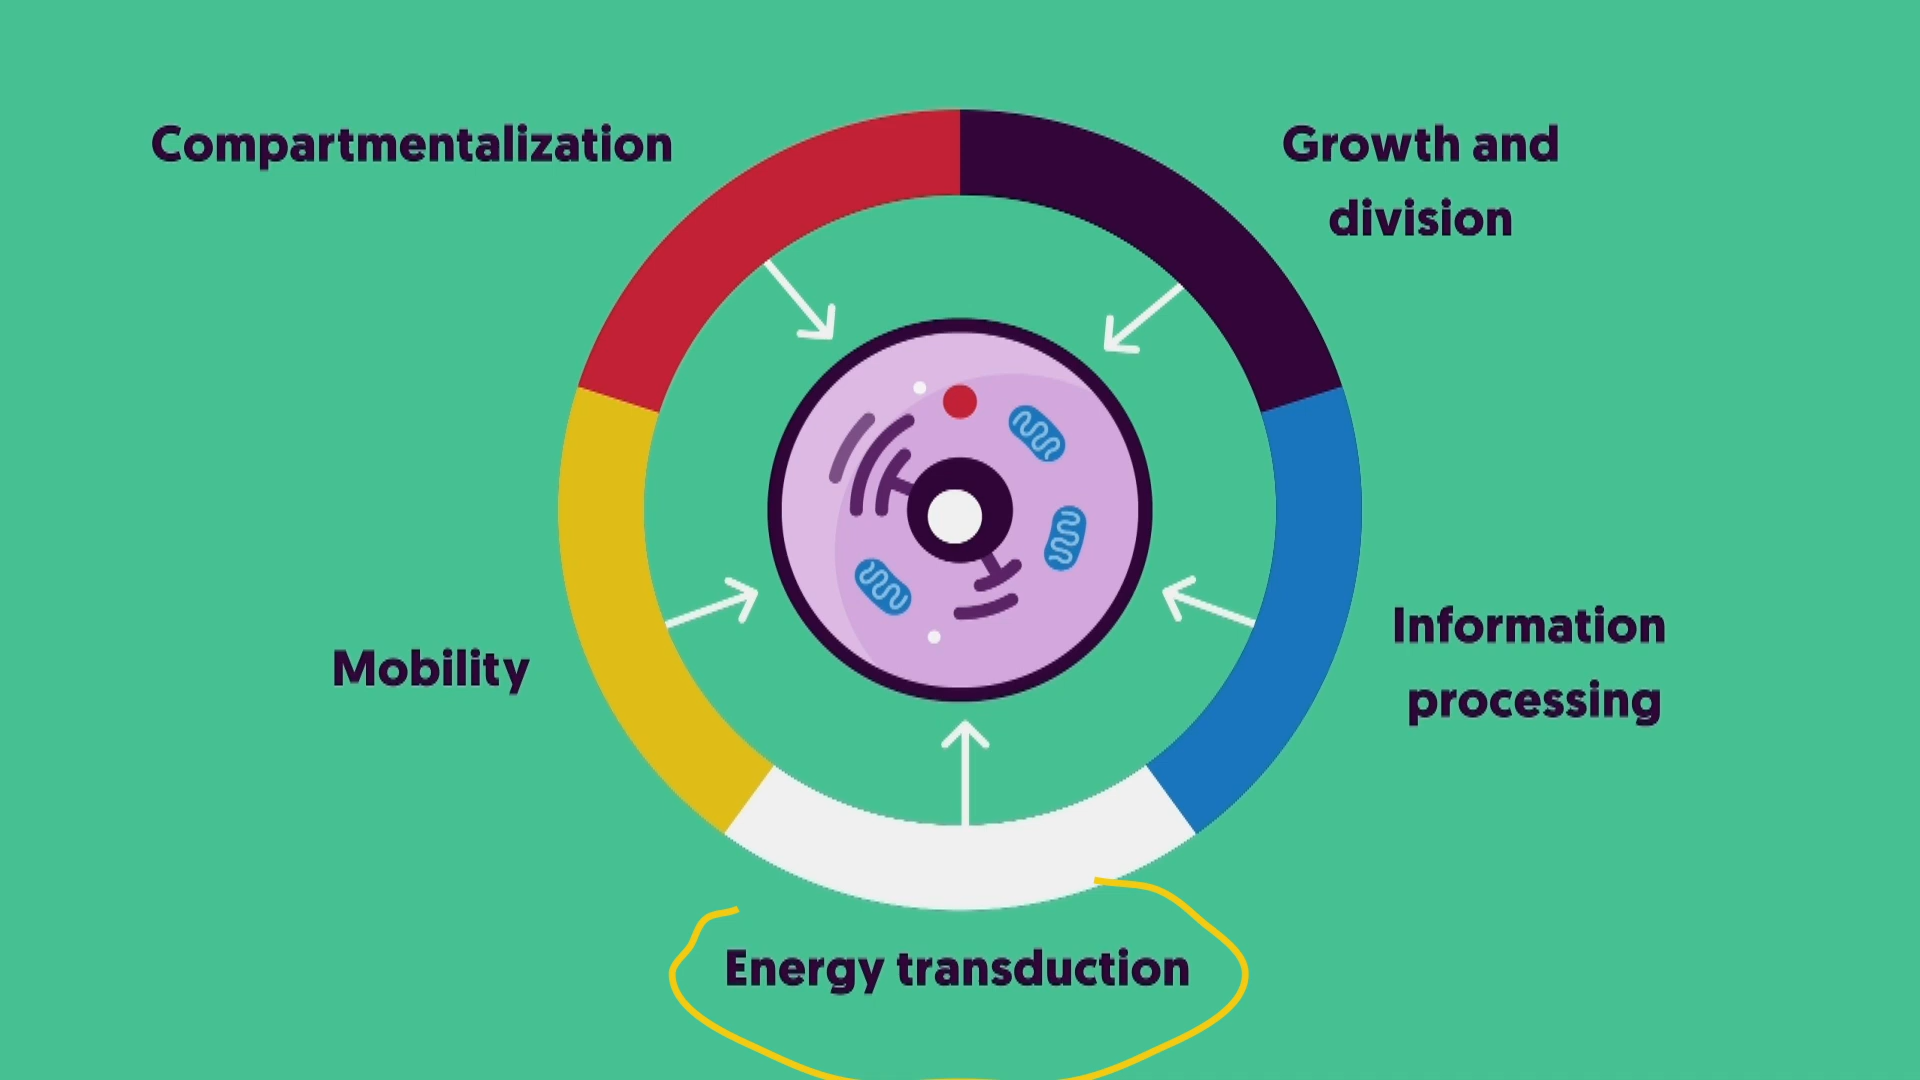 Compartmentalization
Growth and
division
Mobility
Information
processing
Energy transduction